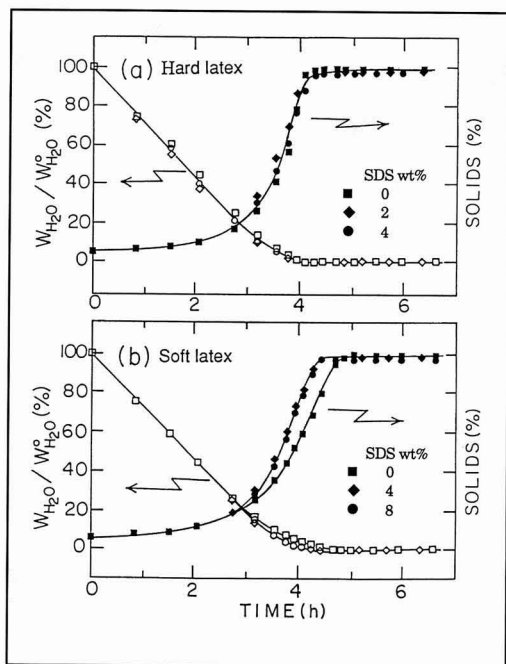 (a) Hard latex
100
80
60
40
20
0
W_H2O / W°_H2O (%)
SOLIDS (%)
SDS wt%
0
2
4
0 2 4 6
(b) Soft latex
100
80
60
40
20
0
W_H2O / W°_H2O (%)
SOLIDS (%)
SDS wt%
0
4
8
0 1 2 3 4 6
TIME (h)